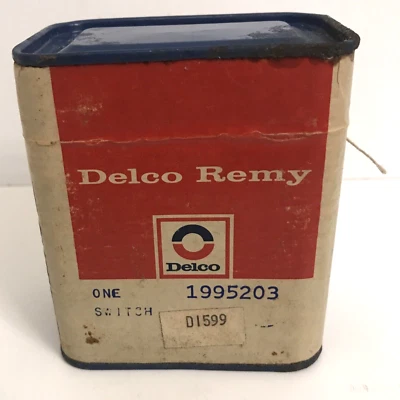 Delco Remy
Delco
ONE 1995203
SWITCH
D1599